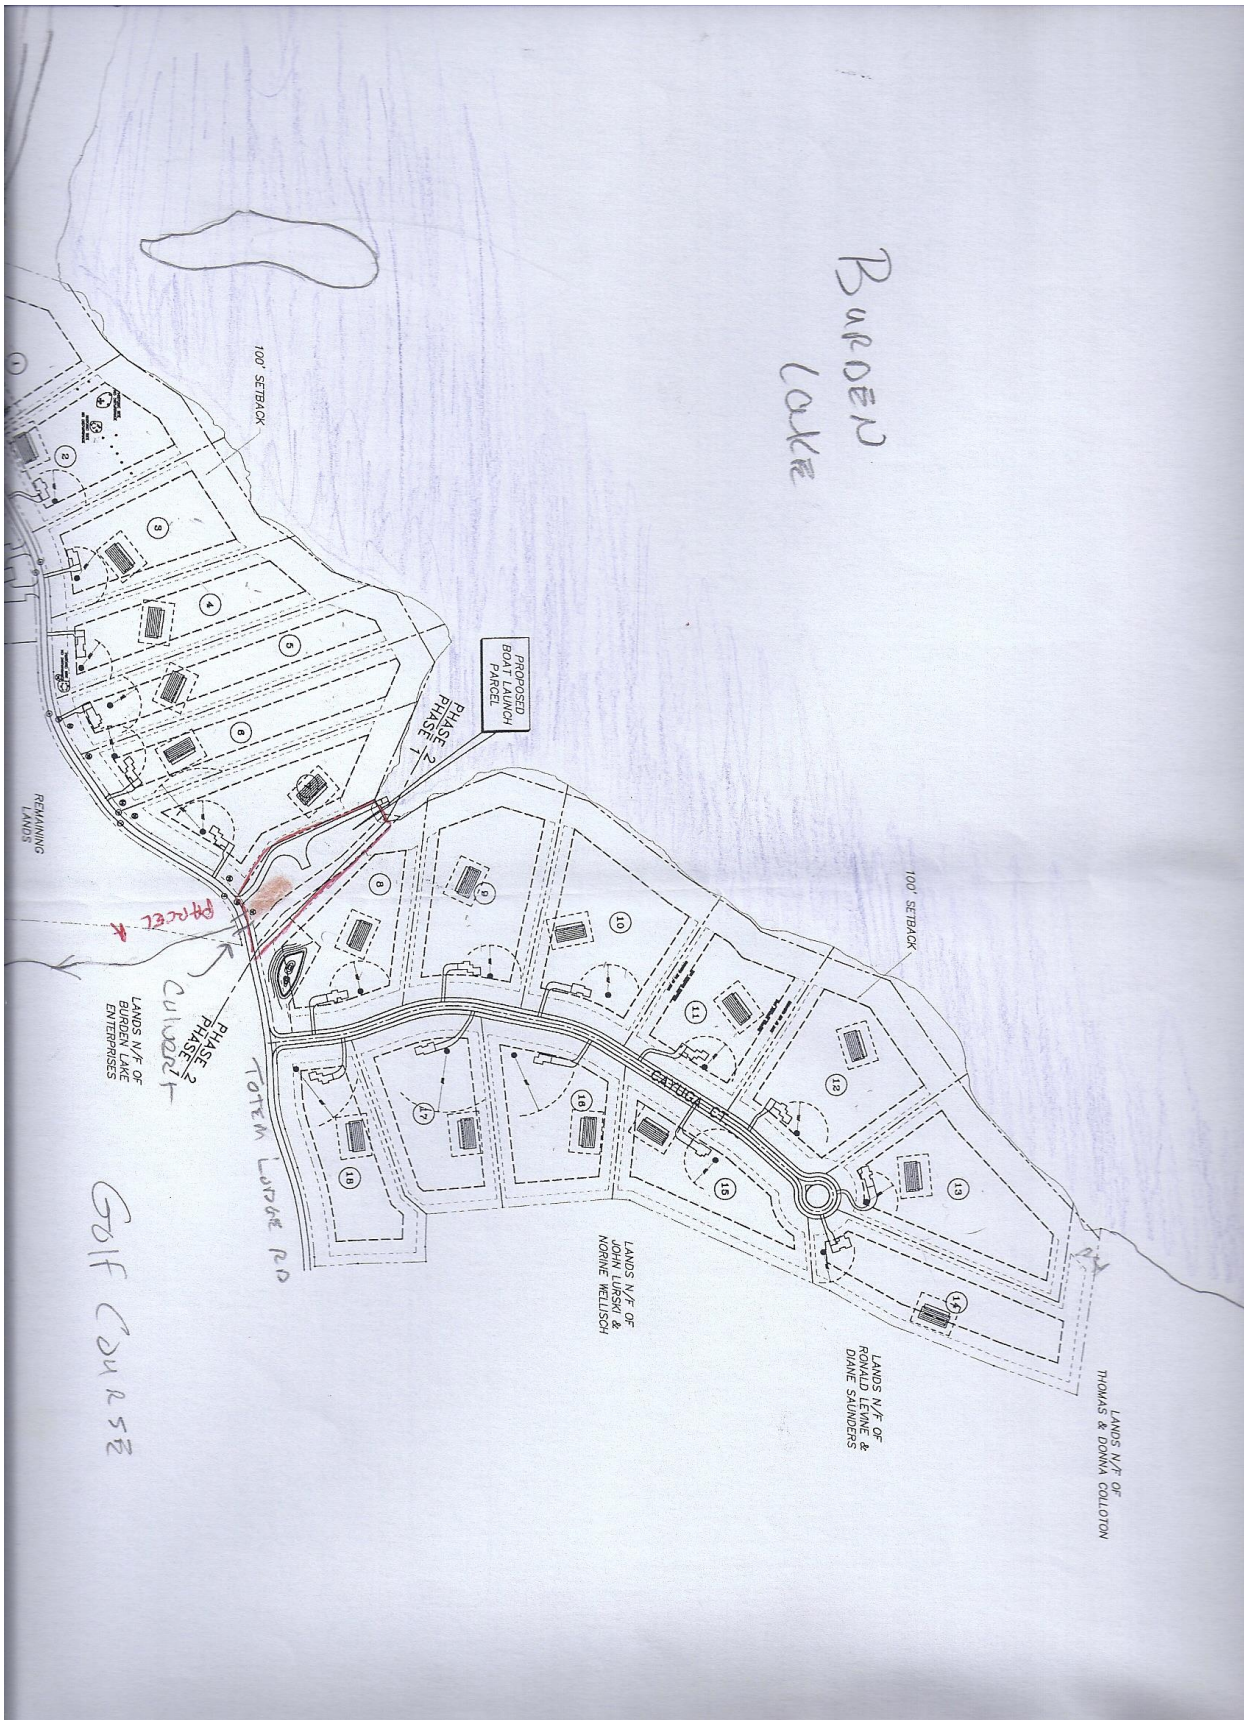 BURDEN
LAKE
100' SETBACK
PROPOSED
BOAT LAUNCH
PARCEL
PHASE 2
PHASE 1
100' SETBACK
1
2
3
4
5
6
8
9
10
11
12
13
15
16
17
18
CAYUGA CT.
REMAINING
LANDS
PARCEL A
CULVERT
PHASE 2
PHASE 1
LANDS N/F OF
BURDEN LAKE
ENTERPRISES
TOTEM LODGE RD
GOLF COURSE
LANDS N/F OF
JOHN LURSKI &
NORINE WELLISCH
LANDS N/F OF
RONALD LEVINE &
DIANE SAUNDERS
LANDS N/F OF
THOMAS & DONNA COLLOTON